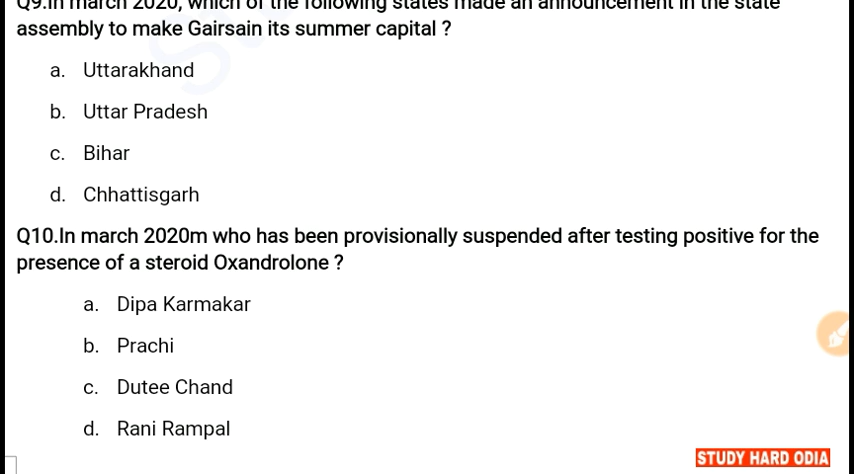 Q9.In march 2020, which of the following states made an announcement in the state
assembly to make Gairsain its summer capital ?
a. Uttarakhand
b. Uttar Pradesh
c. Bihar
d. Chhattisgarh
Q10.In march 2020m who has been provisionally suspended after testing positive for the
presence of a steroid Oxandrolone ?
a. Dipa Karmakar
b. Prachi
c. Dutee Chand
d. Rani Rampal
STUDY HARD ODIA